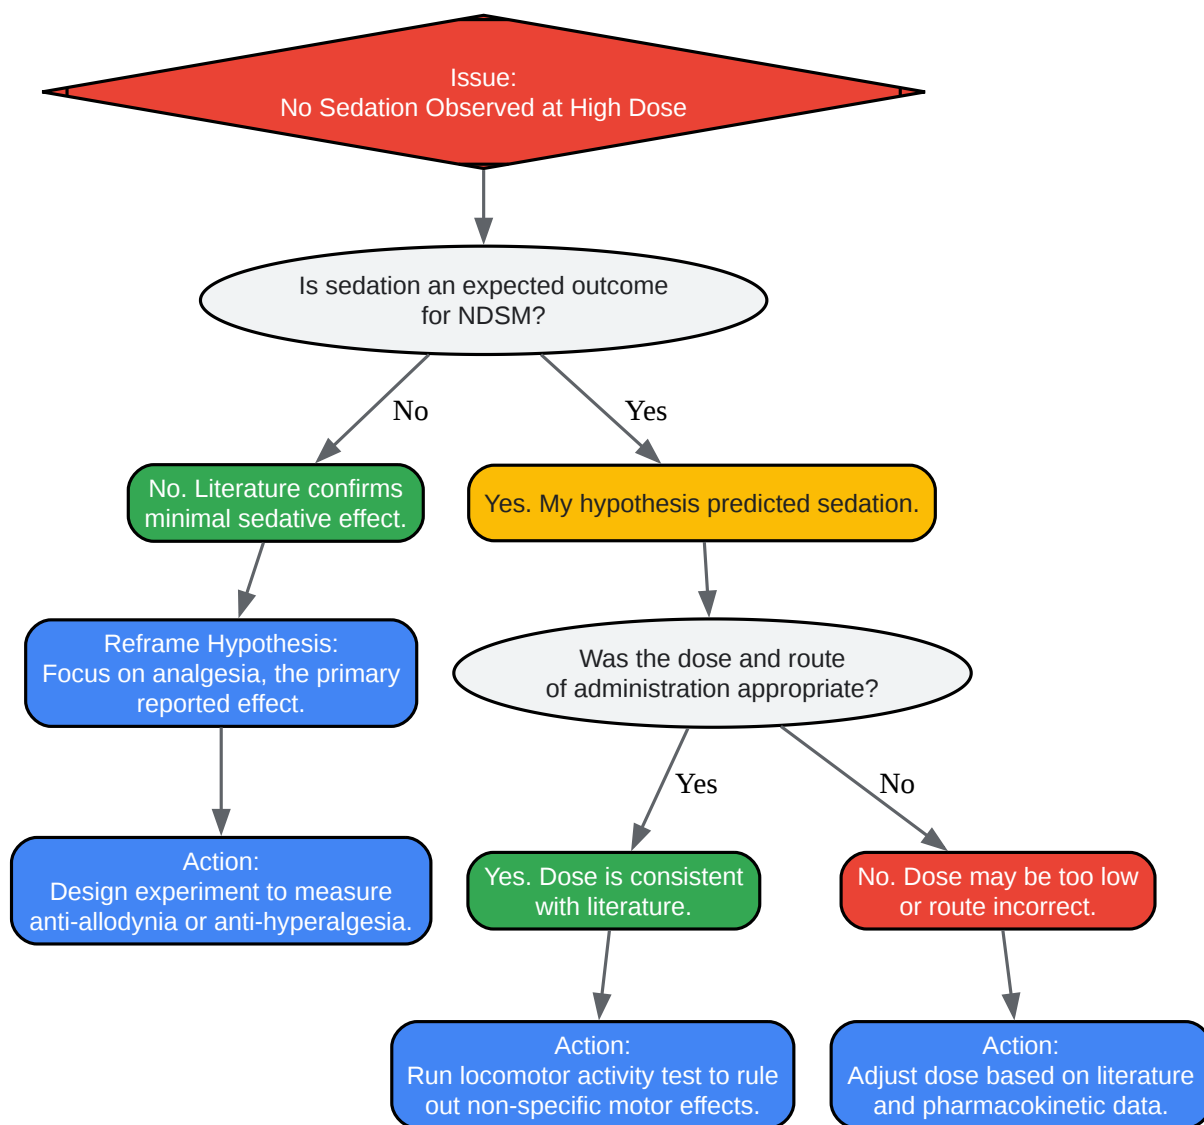 Issue:
No Sedation Observed at High Dose
Is sedation an expected outcome
for NDSM?
No
Yes
No. Literature confirms
minimal sedative effect.
Yes. My hypothesis predicted sedation.
Reframe Hypothesis:
Focus on analgesia, the primary
reported effect.
Was the dose and route
of administration appropriate?
Yes
No
Action:
Design experiment to measure
anti-allodynia or anti-hyperalgesia.
Yes. Dose is consistent
with literature.
No. Dose may be too low
or route incorrect.
Action:
Run locomotor activity test to rule
out non-specific motor effects.
Action:
Adjust dose based on literature
and pharmacokinetic data.